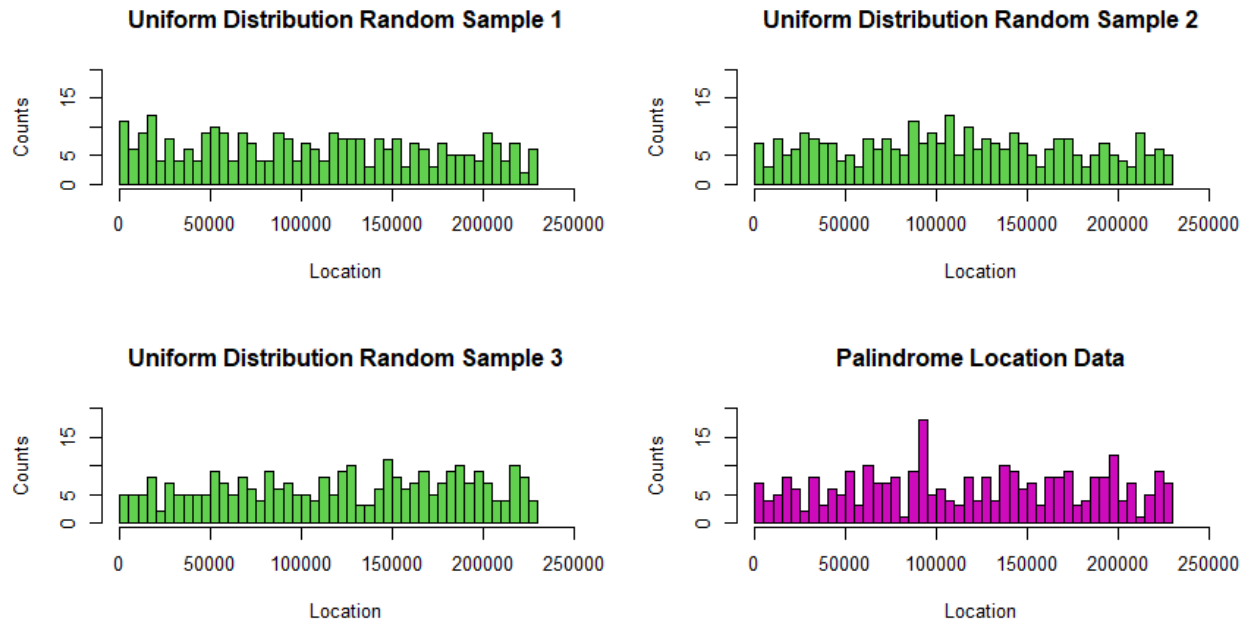 Uniform Distribution Random Sample 1
Counts
15
5
0
0 50000 100000 150000 200000 250000
Location
Uniform Distribution Random Sample 2
Counts
15
5
0
0 50000 100000 150000 200000 250000
Location
Uniform Distribution Random Sample 3
Counts
15
5
0
0 50000 100000 150000 200000 250000
Location
Palindrome Location Data
Counts
15
5
0
0 50000 100000 150000 200000 250000
Location